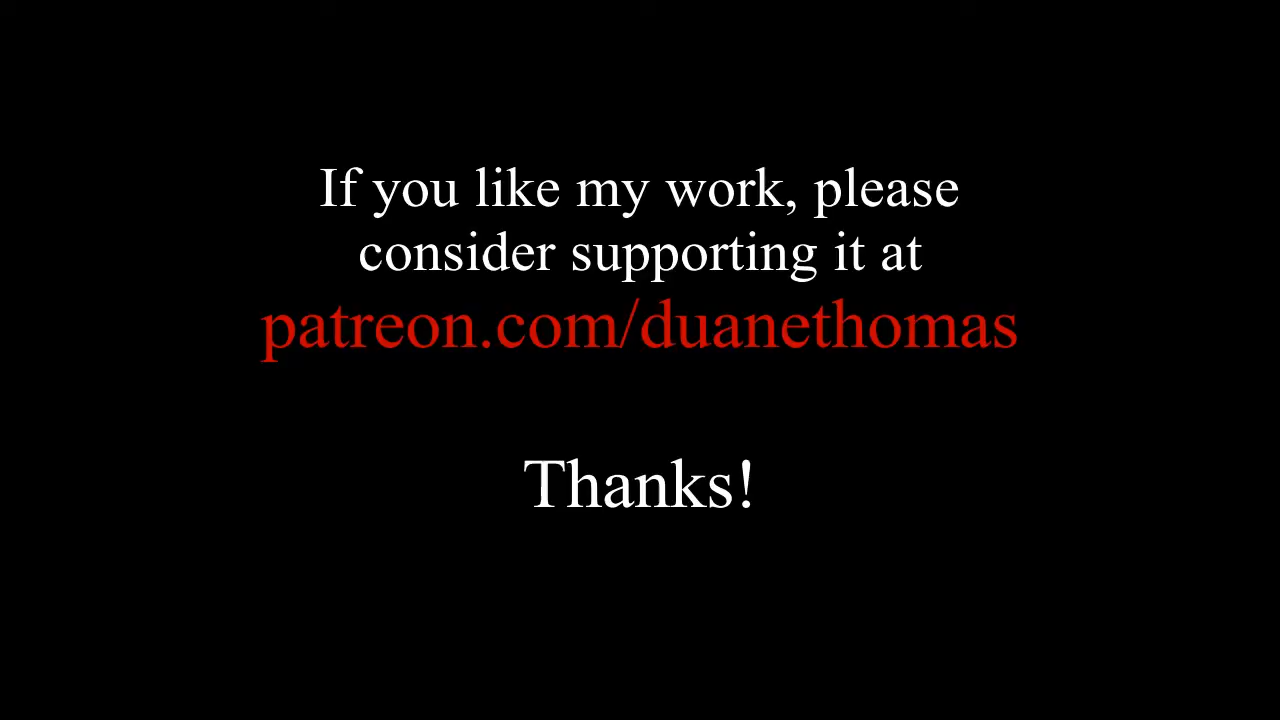 If you like my work, please
consider supporting it at
patreon.com/duanethomas
Thanks!